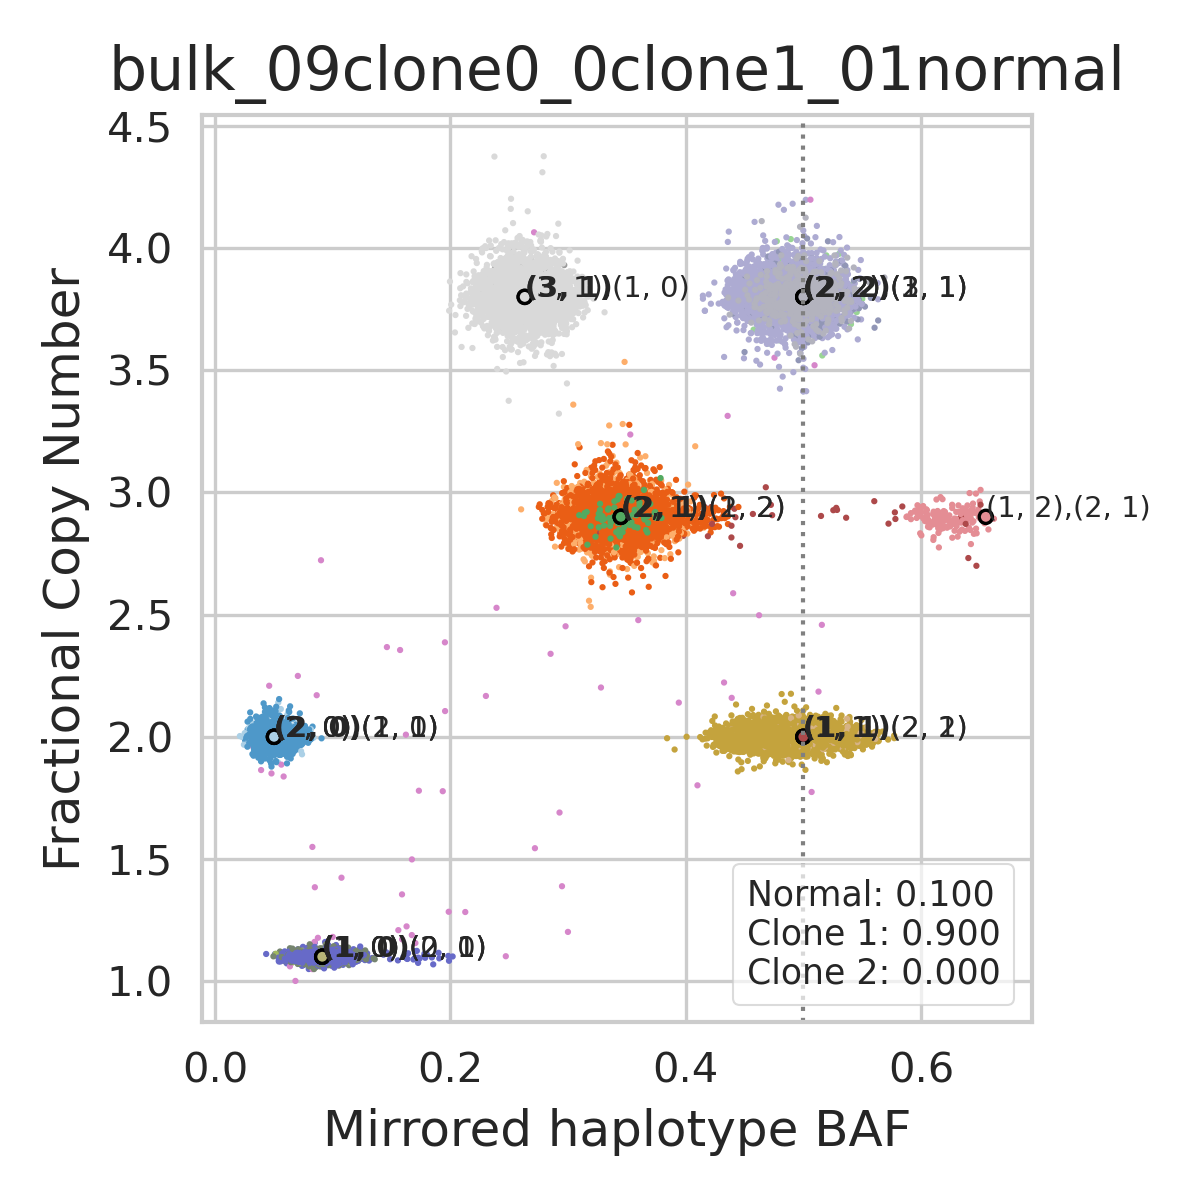 bulk_09clone0_0clone1_01normal
4.5
4.0
3.5
3.0
2.5
2.0
1.5
1.0
Fractional Copy Number
(1, 2),(2, 1)
Normal: 0.100
Clone 1: 0.900
Clone 2: 0.000
0.0 0.2 0.4 0.6
Mirrored haplotype BAF